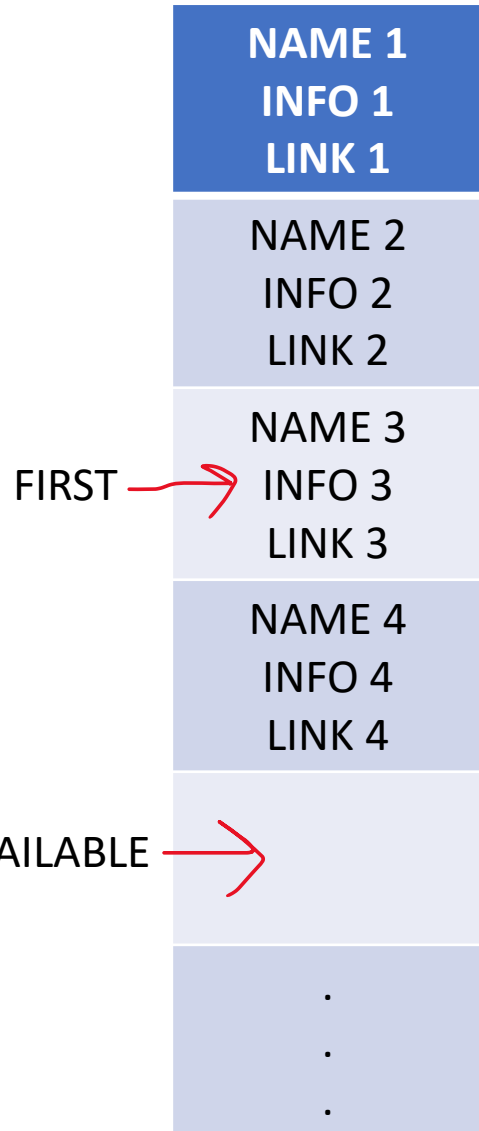 NAME 1
INFO 1
LINK 1
NAME 2
INFO 2
LINK 2
NAME 3
FIRST INFO 3
LINK 3
NAME 4
INFO 4
LINK 4
AILABLE
.
.
.